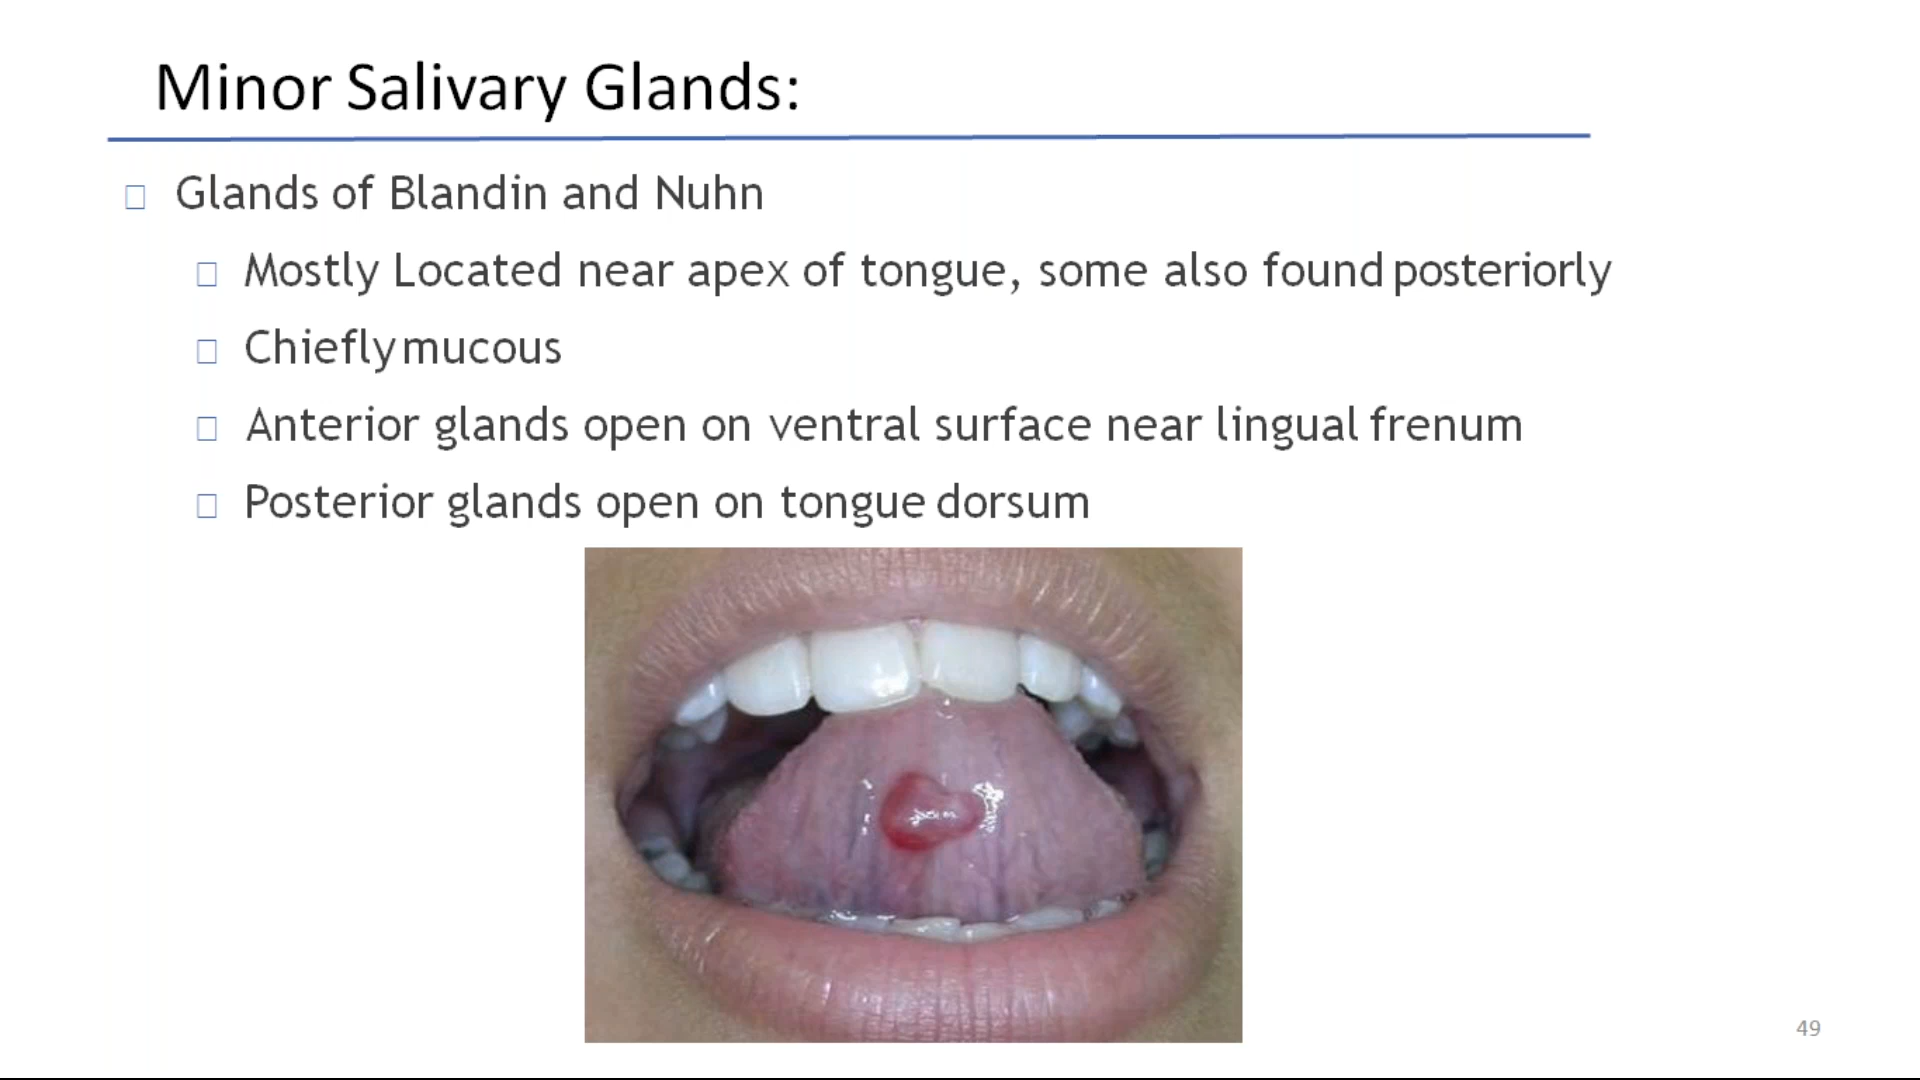 Minor Salivary Glands:
Glands of Blandin and Nuhn
Mostly Located near apex of tongue, some also found posteriorly
Chiefly mucous
Anterior glands open on ventral surface near lingual frenum
Posterior glands open on tongue dorsum
49